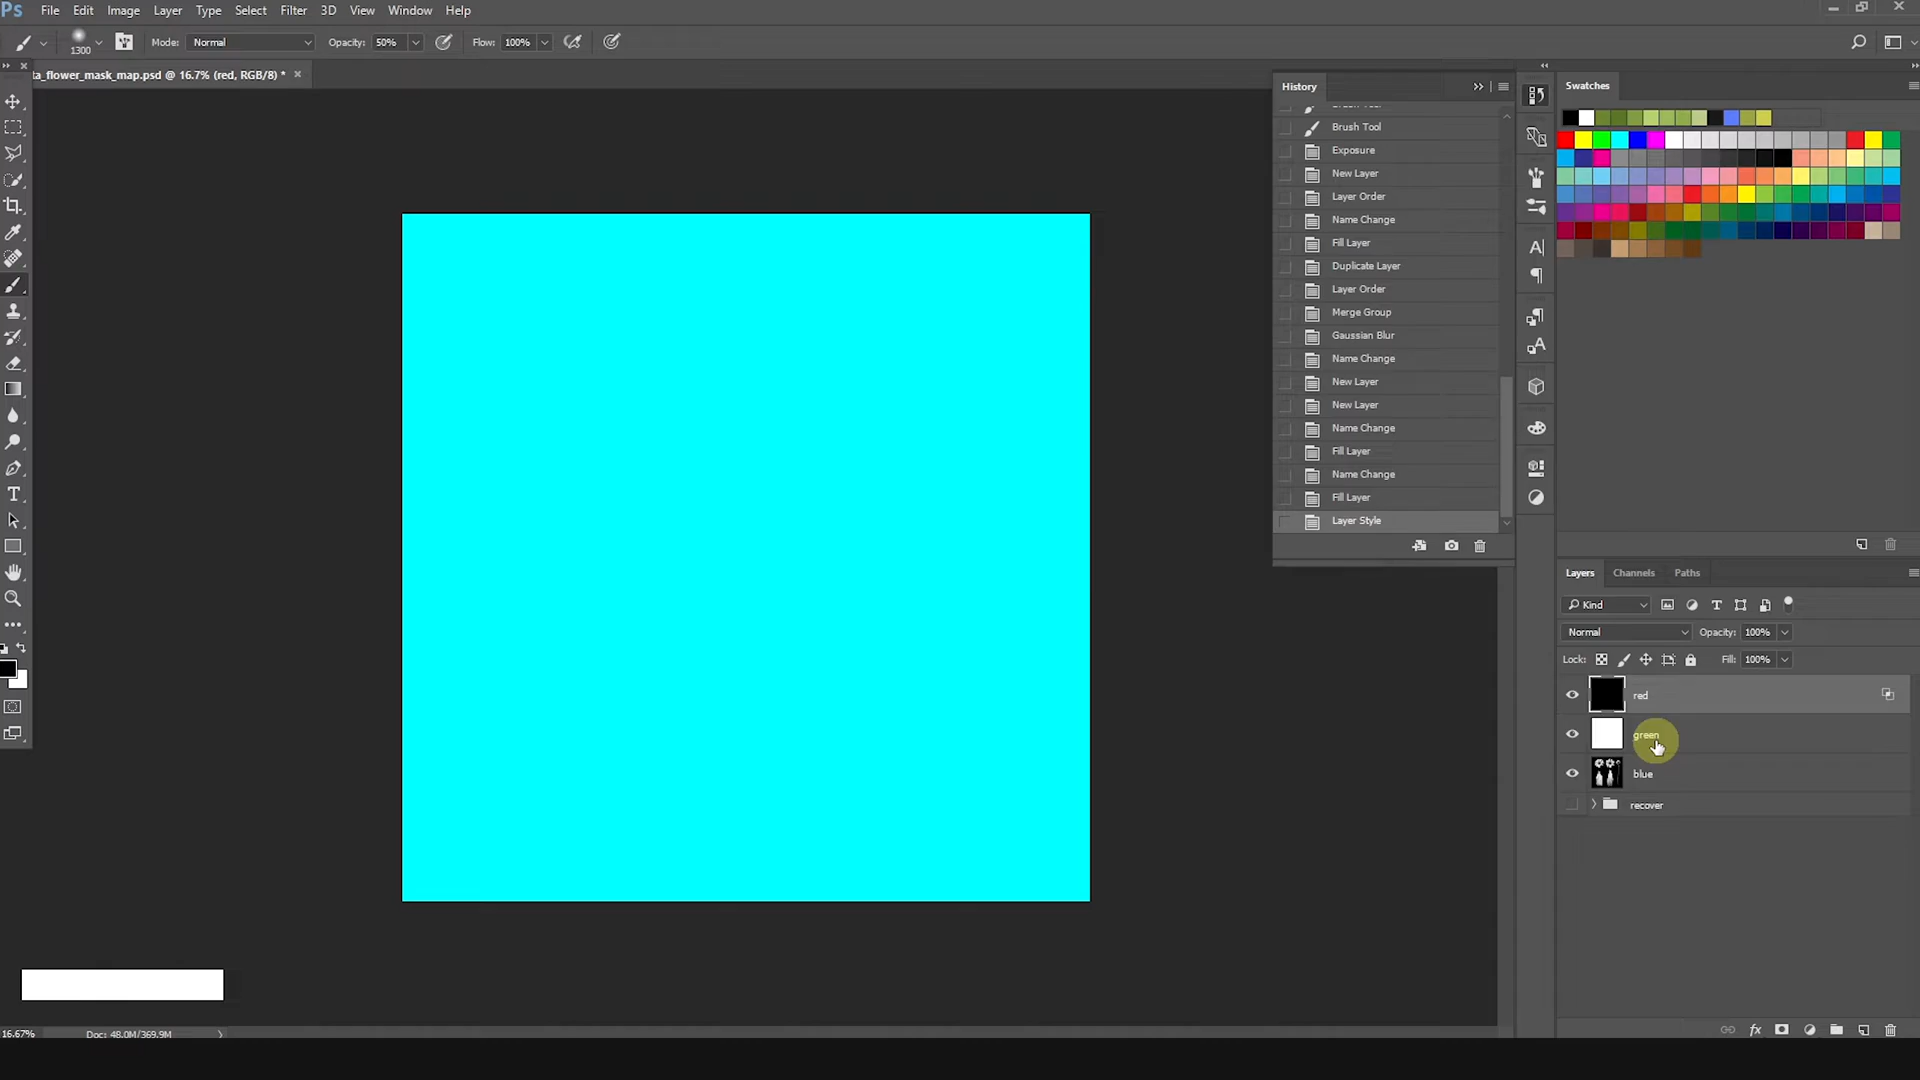 Ps File Edit Image Layer Type Select Filter 3D View Window Help
1300 Mode: Normal Opacity: 50% Flow: 100%
ta_flower_mask_map.psd @ 16.7% (red, RGB/8) *
History
Brush Tool
Brush Tool
Exposure
New Layer
Layer Order
Name Change
Fill Layer
Duplicate Layer
Layer Order
Merge Group
Gaussian Blur
Name Change
New Layer
New Layer
Name Change
Fill Layer
Name Change
Fill Layer
Layer Style
Swatches
Layers Channels Paths
Kind
Normal Opacity: 100%
Lock: Fill: 100%
red
green
blue
recover
16.67% Doc: 48.0M/369.9M